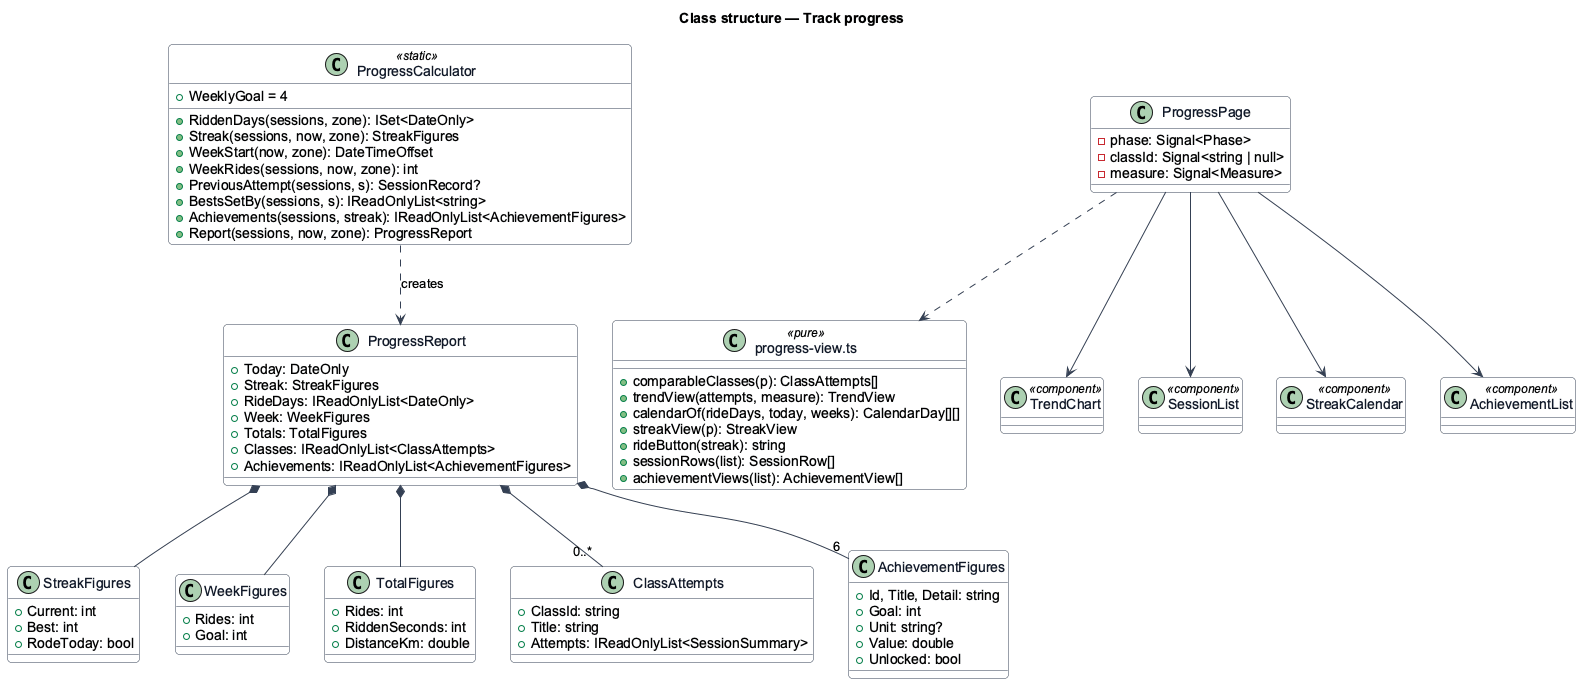 Class structure — Track progress
C
«static»
ProgressCalculator
WeeklyGoal = 4
RiddenDays(sessions, zone): ISet<DateOnly>
Streak(sessions, now, zone): StreakFigures
WeekStart(now, zone): DateTimeOffset
WeekRides(sessions, now, zone): int
PreviousAttempt(sessions, s): SessionRecord?
BestsSetBy(sessions, s): IReadOnlyList<string>
Achievements(sessions, streak): IReadOnlyList<AchievementFigures>
Report(sessions, now, zone): ProgressReport
C
ProgressPage
phase: Signal<Phase>
classId: Signal<string | null>
measure: Signal<Measure>
creates
C
ProgressReport
Today: DateOnly
Streak: StreakFigures
RideDays: IReadOnlyList<DateOnly>
Week: WeekFigures
Totals: TotalFigures
Classes: IReadOnlyList<ClassAttempts>
Achievements: IReadOnlyList<AchievementFigures>
C
«pure»
progress-view.ts
comparableClasses(p): ClassAttempts[]
trendView(attempts, measure): TrendView
calendarOf(rideDays, today, weeks): CalendarDay[][]
streakView(p): StreakView
rideButton(streak): string
sessionRows(list): SessionRow[]
achievementViews(list): AchievementView[]
C
«component»
TrendChart
C
«component»
SessionList
C
«component»
StreakCalendar
C
«component»
AchievementList
0..*
6
C
StreakFigures
Current: int
Best: int
RodeToday: bool
C
WeekFigures
Rides: int
Goal: int
C
TotalFigures
Rides: int
RiddenSeconds: int
DistanceKm: double
C
ClassAttempts
ClassId: string
Title: string
Attempts: IReadOnlyList<SessionSummary>
C
AchievementFigures
Id, Title, Detail: string
Goal: int
Unit: string?
Value: double
Unlocked: bool